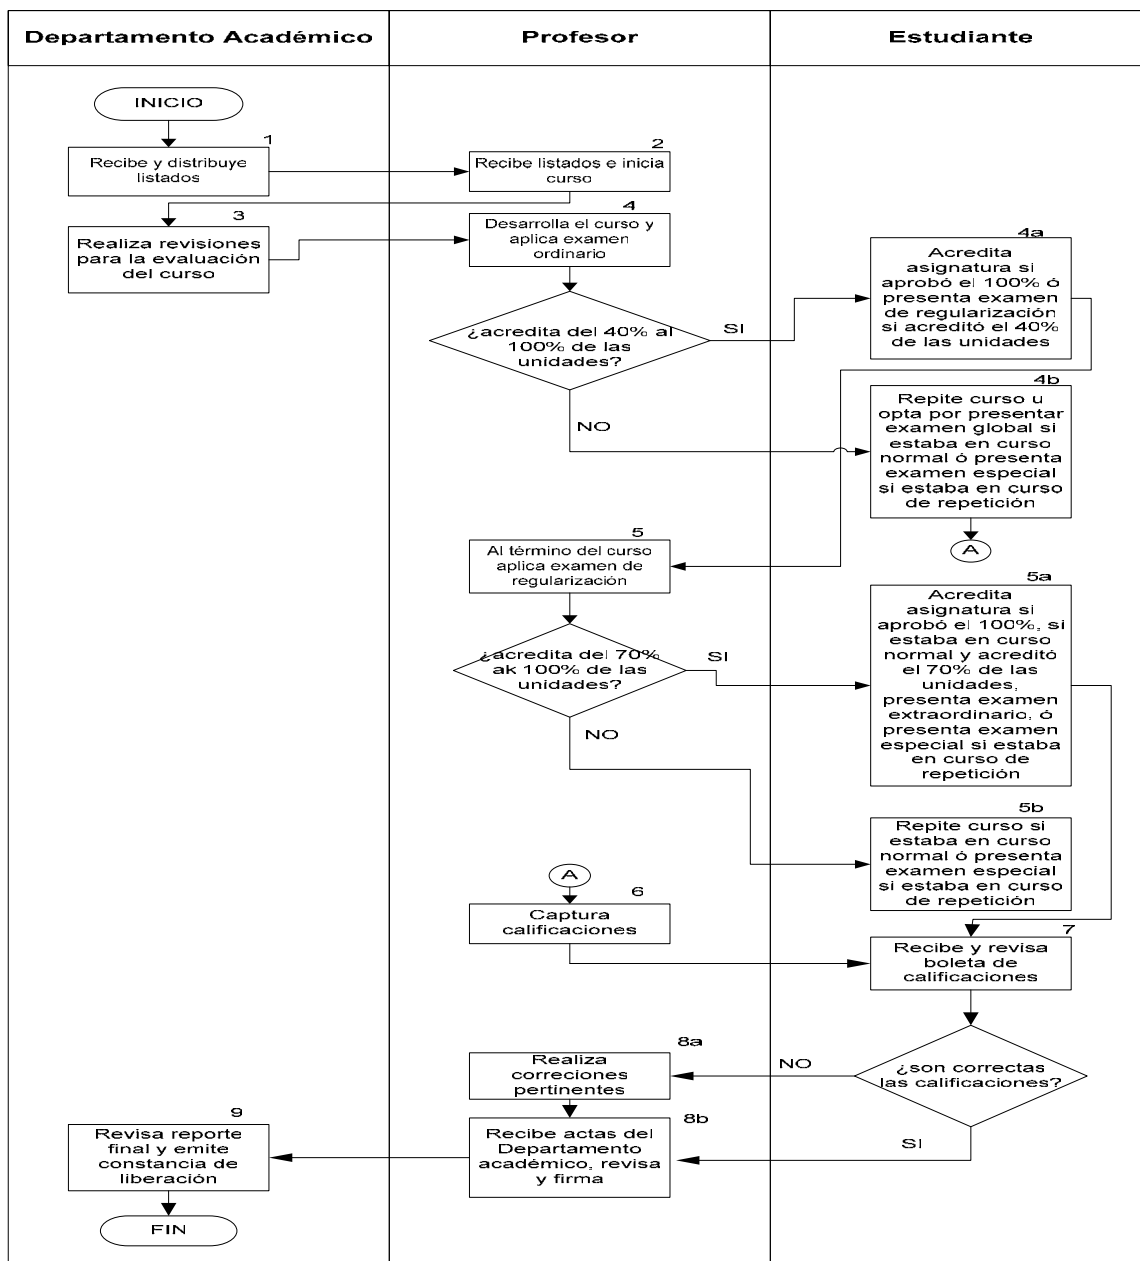 Departamento Académico
Profesor
Estudiante
INICIO
1
Recibe y distribuye
listados
2
Recibe listados e inicia
curso
3
Realiza revisiones
para la evaluación
del curso
4
Desarrolla el curso y
aplica examen
ordinario
4a
Acredita
asignatura si
aprobó el 100% ó
presenta examen
de regularización
si acreditó el 40%
de las unidades
¿acredita del 40% al
100% de las
unidades?
SI
NO
4b
Repite curso u
opta por presentar
examen global si
estaba en curso
normal ó presenta
examen especial
si estaba en curso
de repetición
A
5
Al término del curso
aplica examen de
regularización
5a
Acredita
asignatura si
aprobó el 100%, si
estaba en curso
normal y acreditó
el 70% de las
unidades,
presenta examen
extraordinario, ó
presenta examen
especial si estaba
en curso de
repetición
¿acredita del 70%
ak 100% de las
unidades?
SI
NO
5b
Repite curso si
estaba en curso
normal ó presenta
examen especial
si estaba en curso
de repetición
A
6
Captura
calificaciones
7
Recibe y revisa
boleta de
calificaciones
¿son correctas
las calificaciones?
NO
SI
8a
Realiza
correciones
pertinentes
8b
Recibe actas del
Departamento
académico, revisa
y firma
9
Revisa reporte
final y emite
constancia de
liberación
FIN